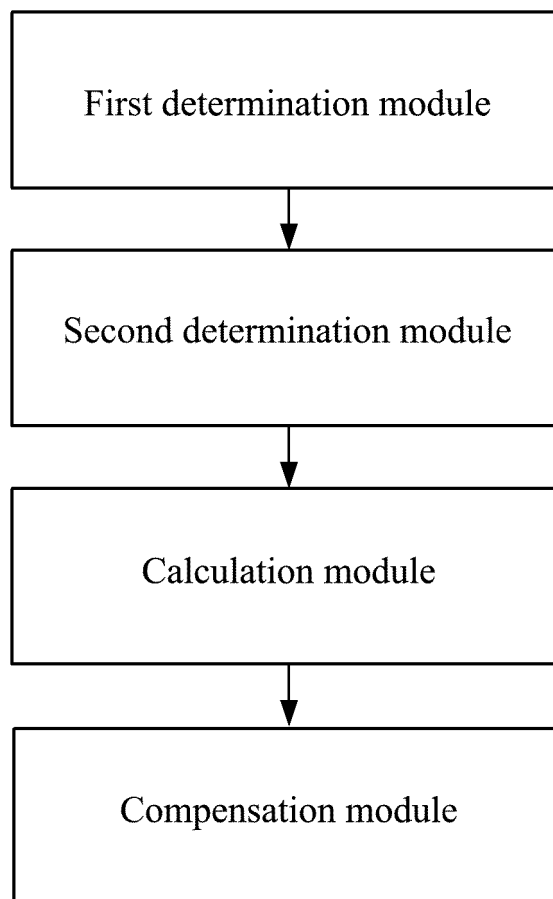 First determination module
Second determination module
Calculation module
Compensation module